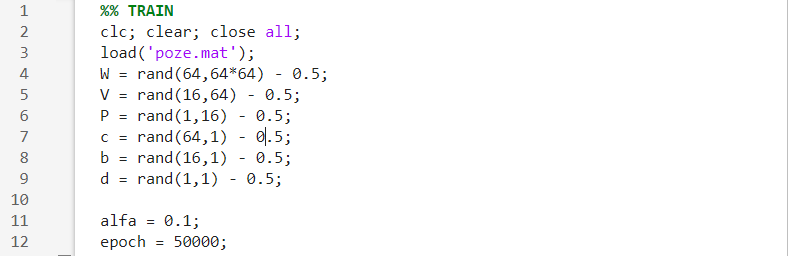 1 %% TRAIN
2 clc; clear; close all;
3 load('poze.mat');
4 W = rand(64,64*64) - 0.5;
5 V = rand(16,64) - 0.5;
6 P = rand(1,16) - 0.5;
7 c = rand(64,1) - 0.5;
8 b = rand(16,1) - 0.5;
9 d = rand(1,1) - 0.5;
10
11 alfa = 0.1;
12 epoch = 50000;